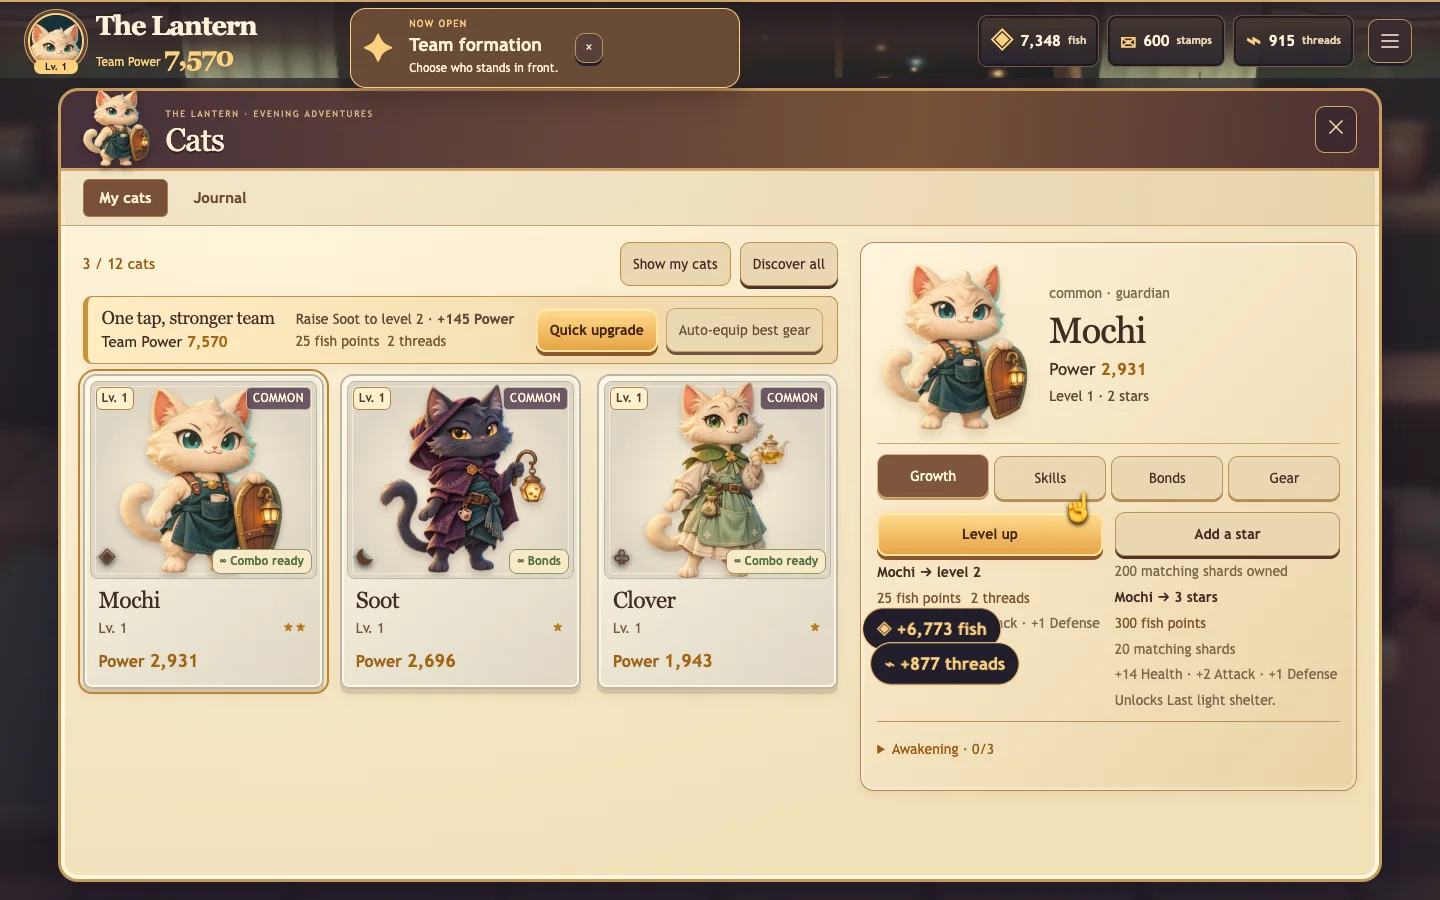 The Lantern
Lv. 1
Team Power 7,570
NOW OPEN
Team formation
Choose who stands in front.
×
7,348 fish
600 stamps
915 threads
THE LANTERN · EVENING ADVENTURES
Cats
My cats
Journal
3 / 12 cats
Show my cats
Discover all
One tap, stronger team
Team Power 7,570
Raise Soot to level 2 · +145 Power
25 fish points 2 threads
Quick upgrade
Auto-equip best gear
Lv. 1
COMMON
∞ Combo ready
Mochi
Lv. 1
Power 2,931
Lv. 1
COMMON
∞ Bonds
Soot
Lv. 1
Power 2,696
Lv. 1
COMMON
∞ Combo ready
Clover
Lv. 1
Power 1,943
common · guardian
Mochi
Power 2,931
Level 1 · 2 stars
Growth
Skills
Bonds
Gear
Level up
Mochi → level 2
25 fish points 2 threads
· +1 Defense
+6,773 fish
+877 threads
Add a star
200 matching shards owned
Mochi → 3 stars
300 fish points
20 matching shards
+14 Health · +2 Attack · +1 Defense
Unlocks Last light shelter.
Awakening · 0/3